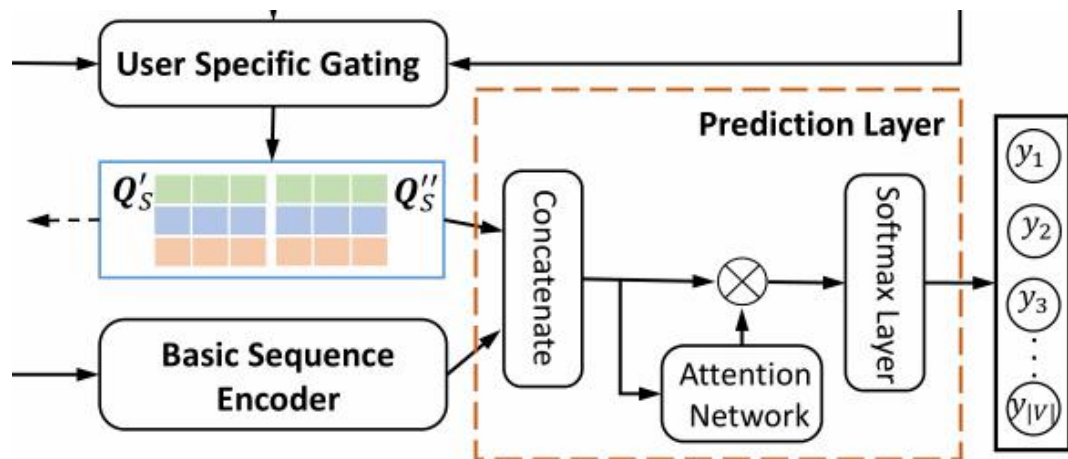 User Specific Gating
Prediction Layer
Q′S
Q″S
Concatenate
Softmax Layer
Attention
Network
Basic Sequence
Encoder
y1
y2
y3
⋮
y|V|